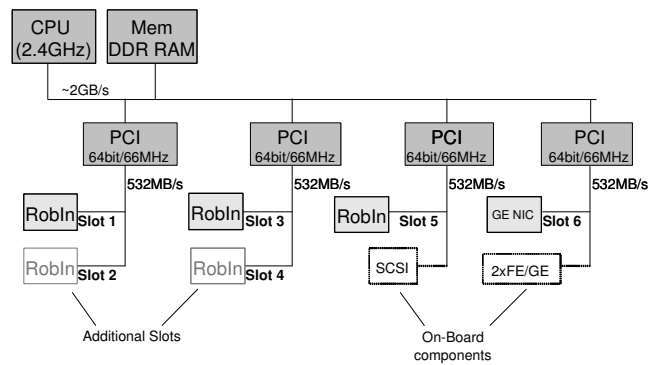 CPU
(2.4GHz)
Mem
DDR RAM
~2GB/s
PCI
64bit/66MHz
PCI
64bit/66MHz
PCI
64bit/66MHz
PCI
64bit/66MHz
532MB/s
532MB/s
532MB/s
532MB/s
RobIn
Slot 1
RobIn
Slot 3
RobIn
Slot 5
GE NIC
Slot 6
RobIn
Slot 2
RobIn
Slot 4
SCSI
2xFE/GE
Additional Slots
On-Board
components